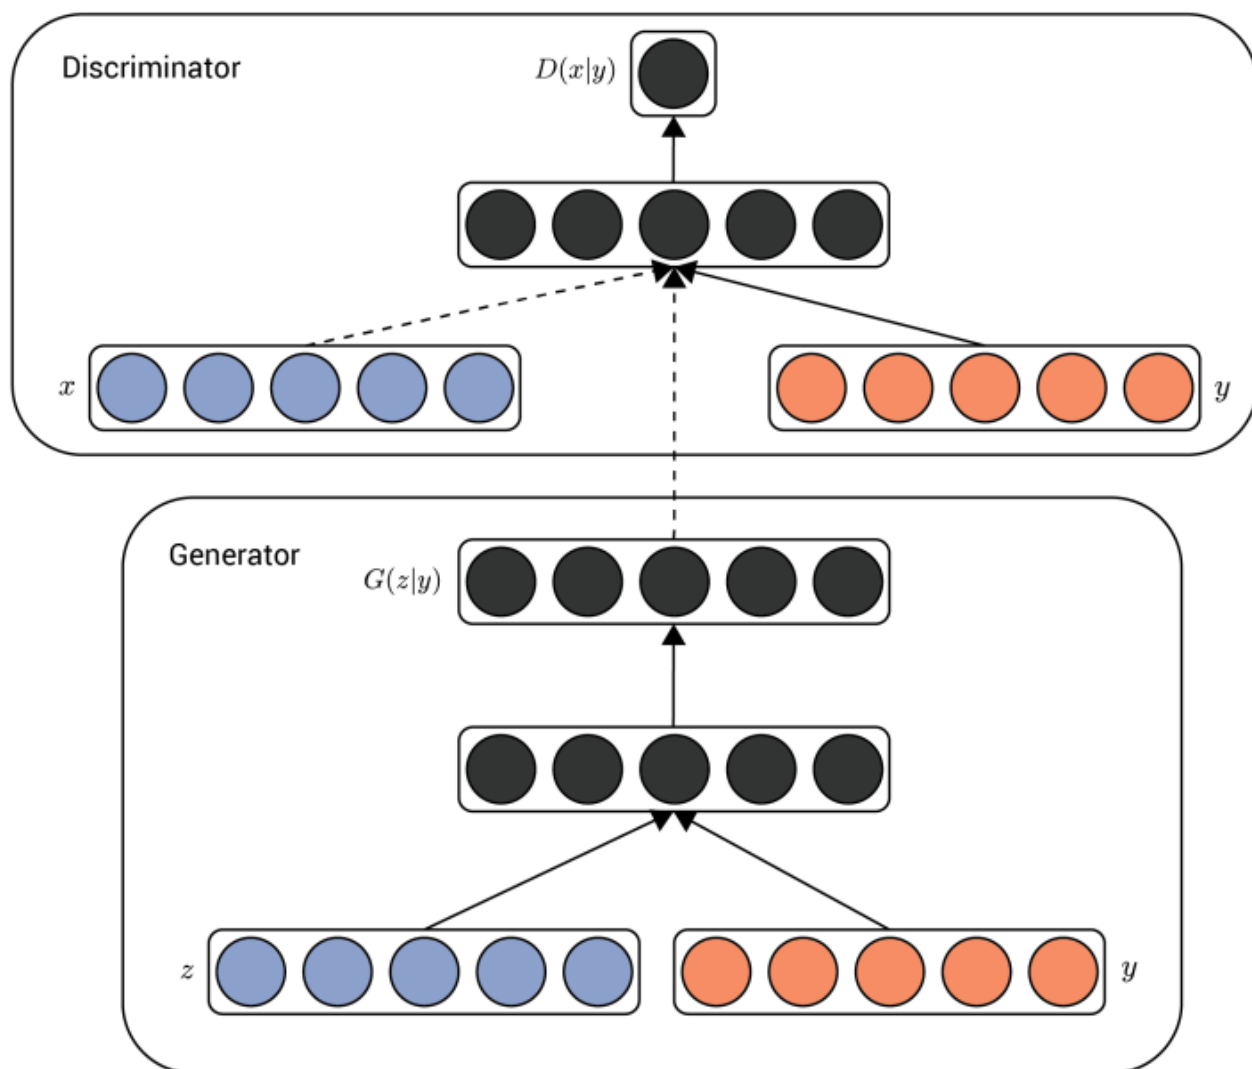 Discriminator
D(x|y)
x
y
Generator
G(z|y)
z
y